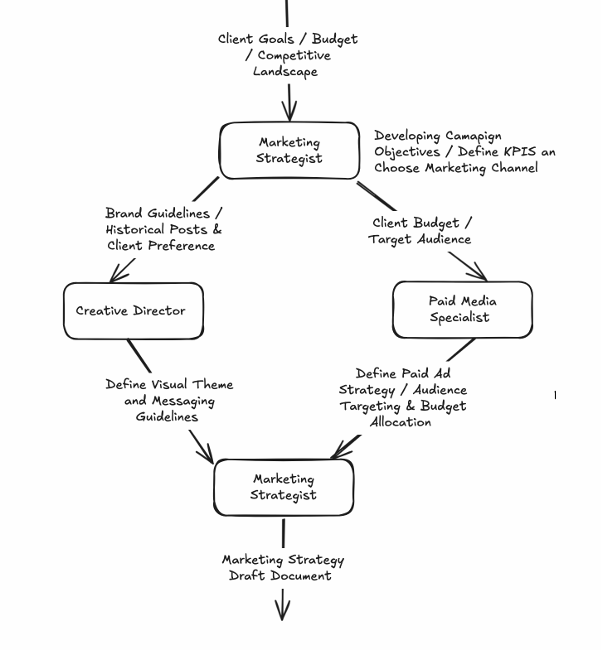 Client Goals / Budget
/ Competitive
Landscape
Marketing
Strategist
Developing Camapign
Objectives / Define KPIS an
Choose Marketing Channel
Brand Guidelines /
Historical Posts &
Client Preference
Client Budget /
Target Audience
Creative Director
Paid Media
Specialist
Define Visual Theme
and Messaging
Guidelines
Define Paid Ad
Strategy / Audience
Targeting & Budget
Allocation
Marketing
Strategist
Marketing Strategy
Draft Document